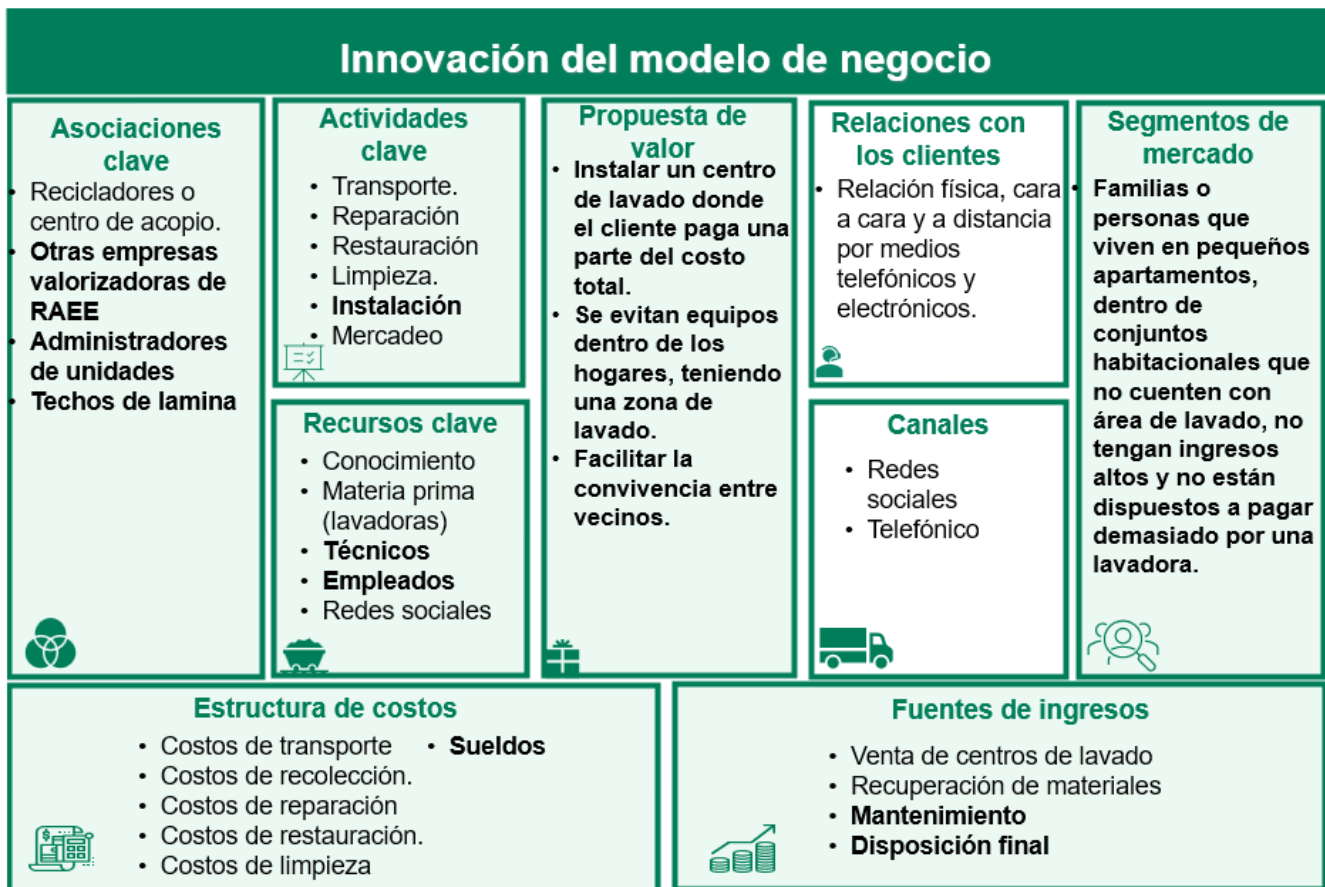 Innovación del modelo de negocio
Asociaciones
clave
• Recicladores o
centro de acopio.
• Otras empresas
valorizadoras de
RAEE
• Administradores
de unidades
• Techos de lamina
Actividades
clave
• Transporte.
• Reparación
• Restauración
• Limpieza.
• Instalación
• Mercadeo
Recursos clave
• Conocimiento
• Materia prima
(lavadoras)
• Técnicos
• Empleados
• Redes sociales
Propuesta de
valor
• Instalar un centro
de lavado donde
el cliente paga una
parte del costo
total.
• Se evitan equipos
dentro de los
hogares, teniendo
una zona de
lavado.
• Facilitar la
convivencia entre
vecinos.
Relaciones con
los clientes
• Relación física, cara
a cara y a distancia
por medios
telefónicos y
electrónicos.
Canales
• Redes
sociales
• Telefónico
Segmentos de
mercado
• Familias o
personas que
viven en pequeños
apartamentos,
dentro de
conjuntos
habitacionales que
no cuenten con
área de lavado, no
tengan ingresos
altos y no están
dispuestos a pagar
demasiado por una
lavadora.
Estructura de costos
• Costos de transporte • Sueldos
• Costos de recolección.
• Costos de reparación
• Costos de restauración.
• Costos de limpieza
Fuentes de ingresos
• Venta de centros de lavado
• Recuperación de materiales
• Mantenimiento
• Disposición final